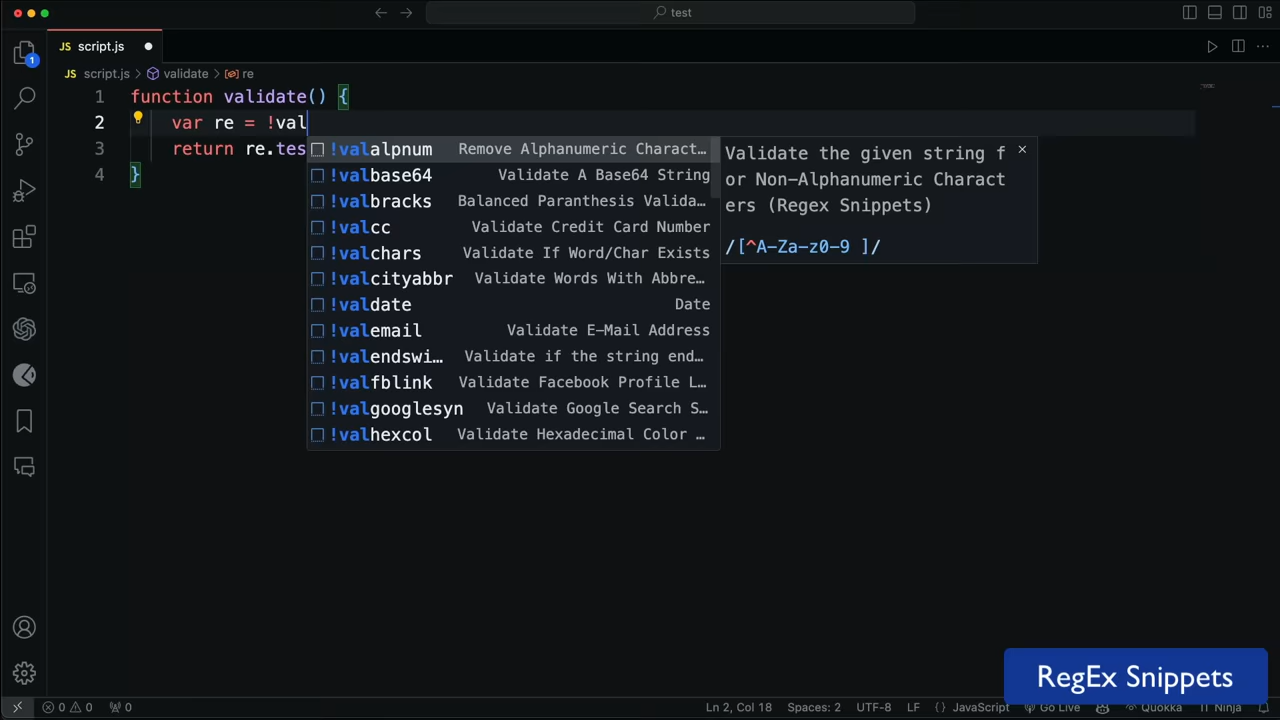 test
JS script.js
JS script.js > validate > re
1 function validate() {
2 var re = !val
3 return re.tes
4 }
!valalpnum Remove Alphanumeric Charact…
!valbase64 Validate A Base64 String
!valbracks Balanced Paranthesis Valida…
!valcc Validate Credit Card Number
!valchars Validate If Word/Char Exists
!valcityabbr Validate Words With Abbre…
!valdate Date
!valemail Validate E-Mail Address
!valendswi… Validate if the string end…
!valfblink Validate Facebook Profile L…
!valgooglesyn Validate Google Search S…
!valhexcol Validate Hexadecimal Color …
Validate the given string f
or Non-Alphanumeric Charact
ers (Regex Snippets)
/[^A-Za-z0-9 ]/
1
RegEx Snippets
0 0 0 Ln 2, Col 18 Spaces: 2 UTF-8 LF {} JavaScript Go Live Quokka IT Ninja